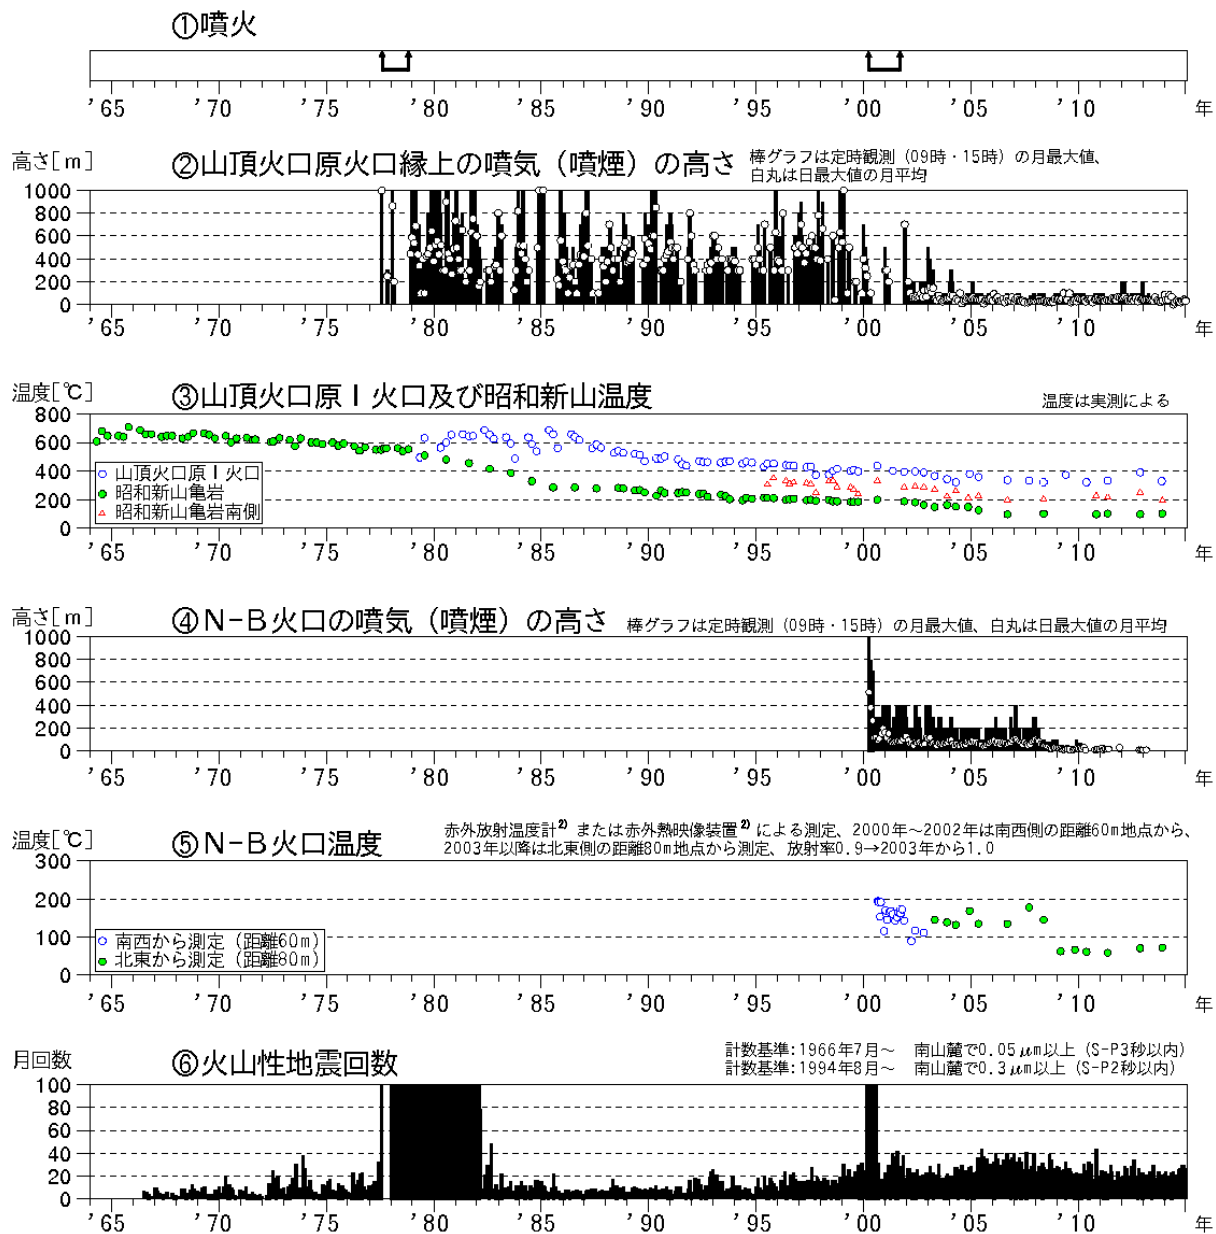 ①噴火
'65 '70 '75 '80 '85 '90 '95 '00 '05 '10 年
高さ[m]
②山頂火口原火口縁上の噴気（噴煙）の高さ
棒グラフは定時観測（09時・15時）の月最大値、
白丸は日最大値の月平均
1000
800
600
400
200
0
'65 '70 '75 '80 '85 '90 '95 '00 '05 '10 年
温度[℃]
③山頂火口原Ⅰ火口及び昭和新山温度
温度は実測による
800
600
400
200
0
山頂火口原Ⅰ火口
昭和新山亀岩
昭和新山亀岩南側
'65 '70 '75 '80 '85 '90 '95 '00 '05 '10 年
高さ[m]
④N-B火口の噴気（噴煙）の高さ
棒グラフは定時観測（09時・15時）の月最大値、白丸は日最大値の月平均
1000
800
600
400
200
0
'65 '70 '75 '80 '85 '90 '95 '00 '05 '10 年
温度[℃]
⑤N-B火口温度
赤外放射温度計2) または赤外熱映像装置2) による測定、2000年～2002年は南西側の距離60m地点から、
2003年以降は北東側の距離80m地点から測定、放射率0.9→2003年から1.0
300
200
100
0
南西から測定（距離60m）
北東から測定（距離80m）
'65 '70 '75 '80 '85 '90 '95 '00 '05 '10 年
月回数
⑥火山性地震回数
計数基準:1966年7月～ 南山麓で0.05μm以上（S-P3秒以内）
計数基準:1994年8月～ 南山麓で0.3μm以上（S-P2秒以内）
100
80
60
40
20
0
'65 '70 '75 '80 '85 '90 '95 '00 '05 '10 年